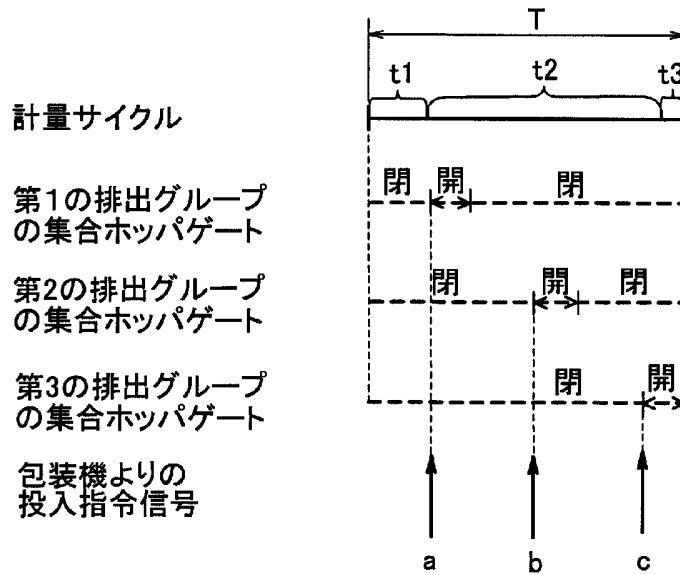 T
t1 t2 t3
計量サイクル
閉 開 閉
第1の排出グループ
の集合ホッパゲート
閉 開 閉
第2の排出グループ
の集合ホッパゲート
閉 開
第3の排出グループ
の集合ホッパゲート
包装機よりの
投入指令信号
a b c